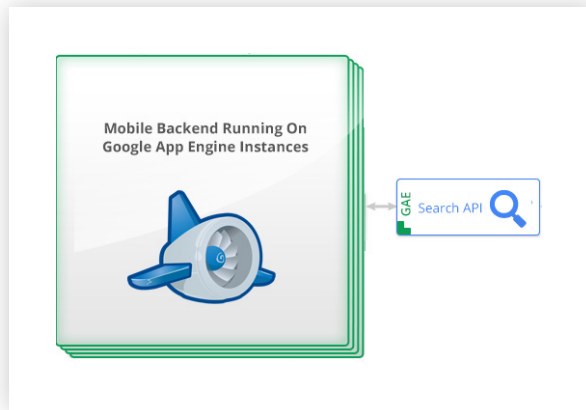 Mobile Backend Running On
Google App Engine Instances
GAE
Search API